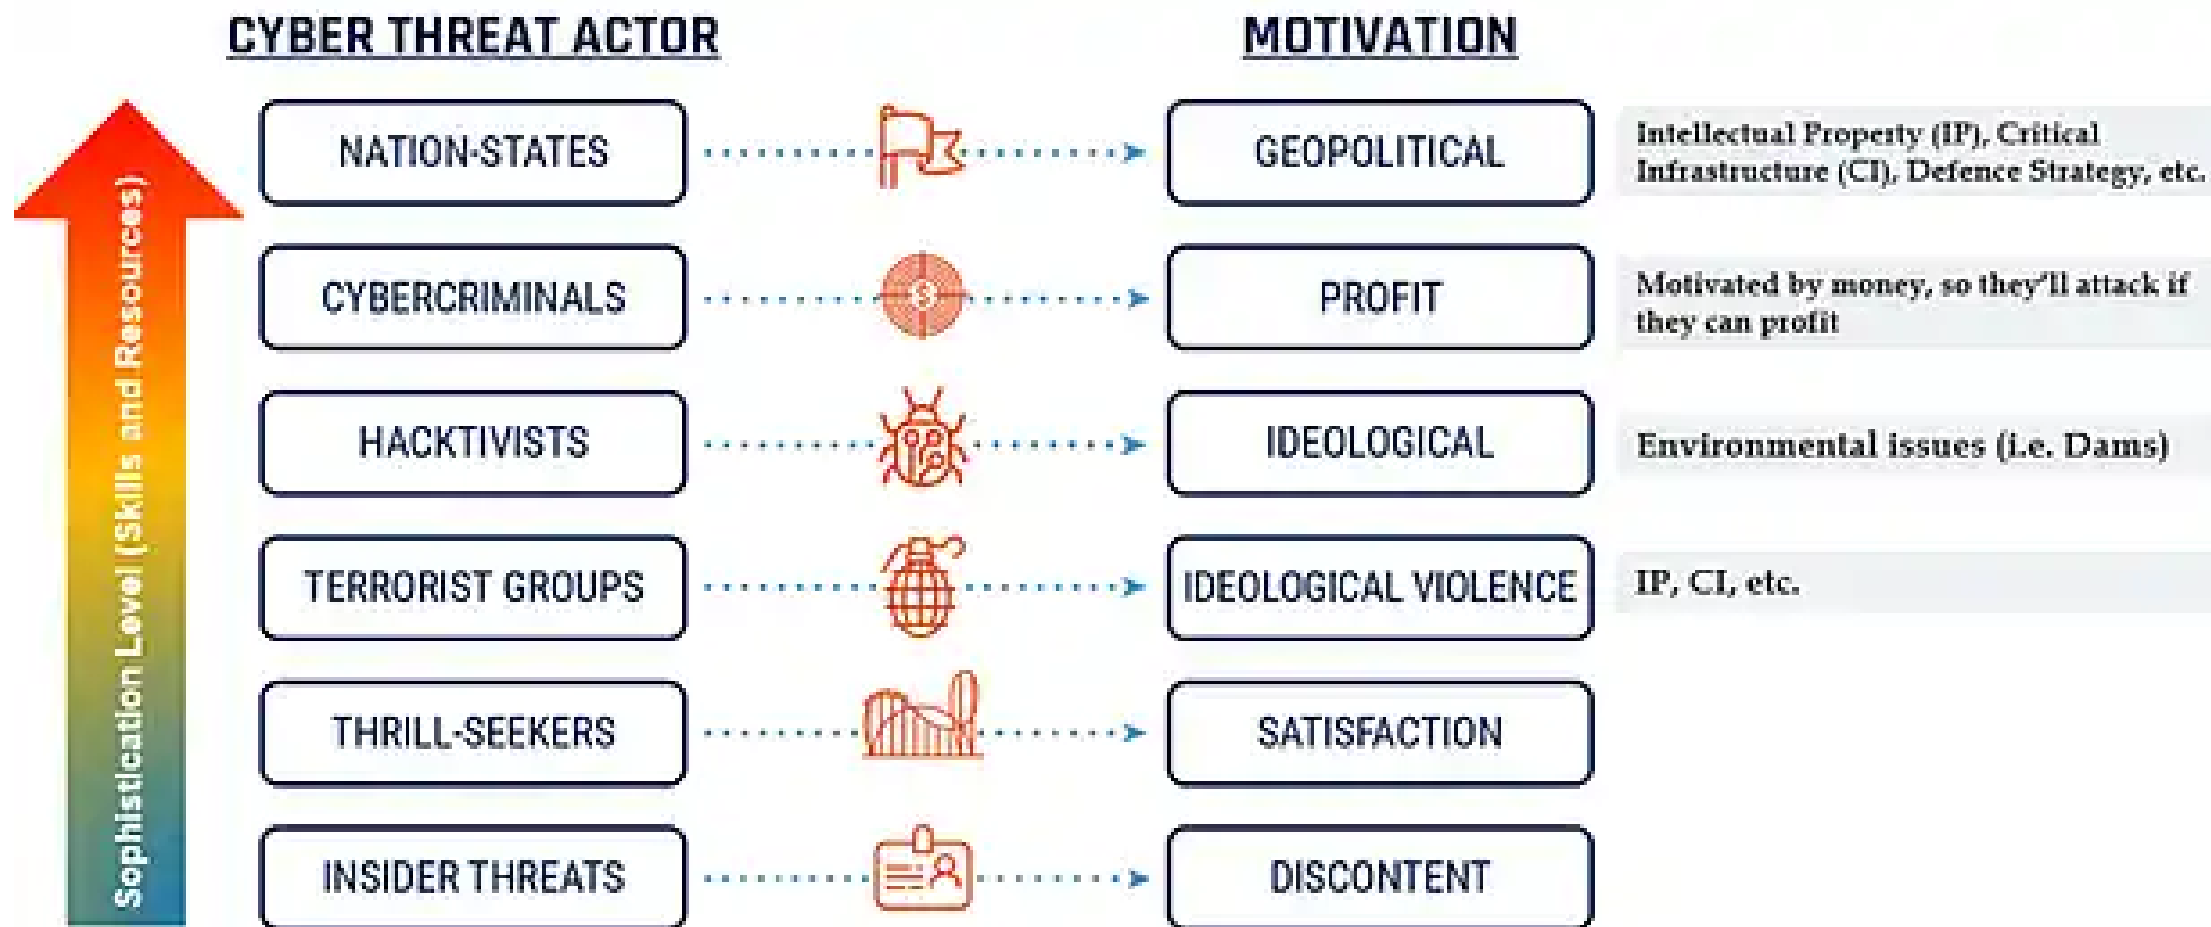 CYBER THREAT ACTOR
MOTIVATION
Sophistication Level (Skills and Resources)
NATION-STATES
GEOPOLITICAL
Intellectual Property (IP), Critical
Infrastructure (CI), Defence Strategy, etc.
CYBERCRIMINALS
$
PROFIT
Motivated by money, so they'll attack if
they can profit
HACKTIVISTS
IDEOLOGICAL
Environmental issues (i.e. Dams)
TERRORIST GROUPS
IDEOLOGICAL VIOLENCE
IP, CI, etc.
THRILL-SEEKERS
SATISFACTION
INSIDER THREATS
DISCONTENT